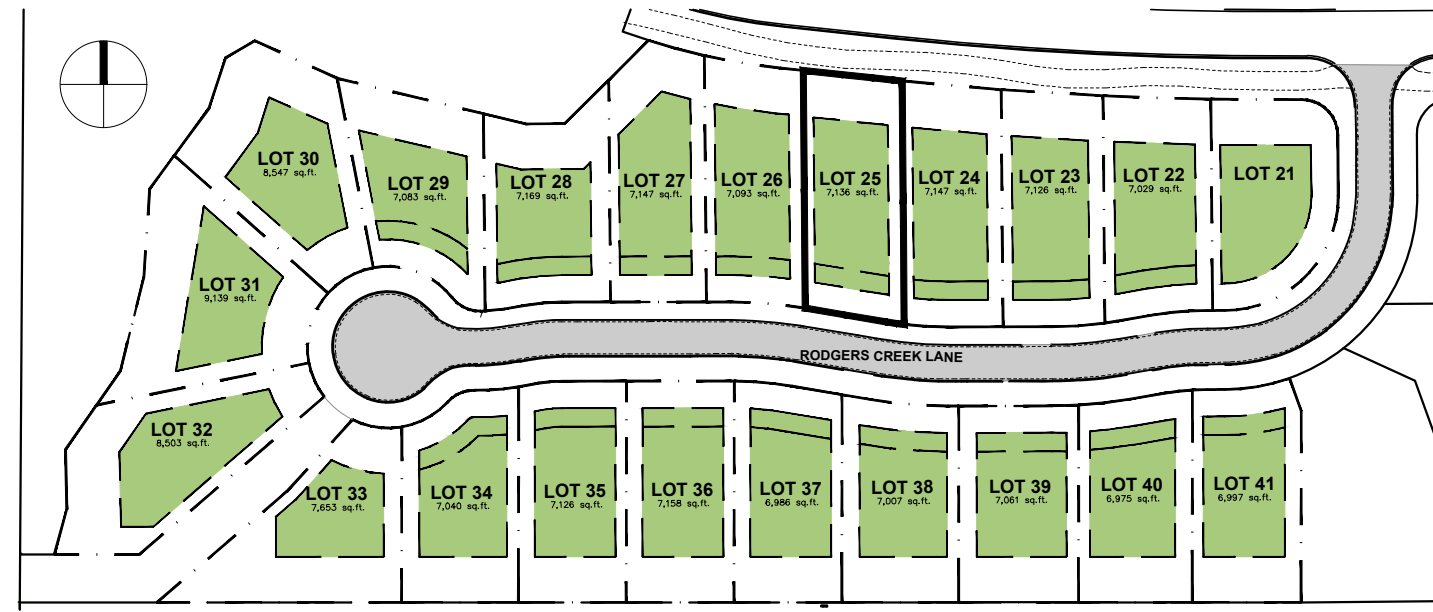 LOT 30
8,547 sq.ft.
LOT 29
7,083 sq.ft.
LOT 28
7,169 sq.ft.
LOT 27
7,147 sq.ft.
LOT 26
7,093 sq.ft.
LOT 25
7,136 sq.ft.
LOT 24
7,147 sq.ft.
LOT 23
7,126 sq.ft.
LOT 22
7,029 sq.ft.
LOT 21
LOT 31
9,139 sq.ft.
RODGERS CREEK LANE
LOT 32
8,503 sq.ft.
LOT 33
7,653 sq.ft.
LOT 34
7,040 sq.ft.
LOT 35
7,126 sq.ft.
LOT 36
7,158 sq.ft.
LOT 37
6,986 sq.ft.
LOT 38
7,007 sq.ft.
LOT 39
7,061 sq.ft.
LOT 40
6,975 sq.ft.
LOT 41
6,997 sq.ft.